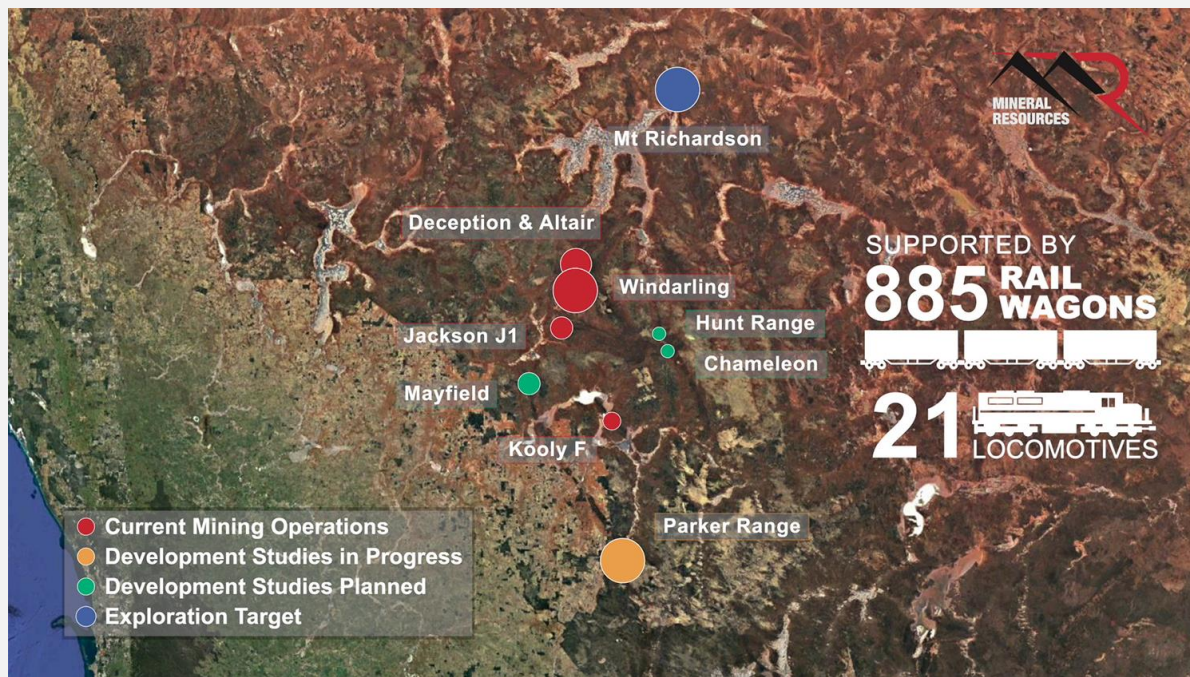 MINERAL
RESOURCES
Mt Richardson
Deception & Altair
Windarling
Jackson J1
Hunt Range
Chameleon
Mayfield
Kooly F
Parker Range
SUPPORTED BY
885 RAIL
WAGONS
21 LOCOMOTIVES
Current Mining Operations
Development Studies in Progress
Development Studies Planned
Exploration Target